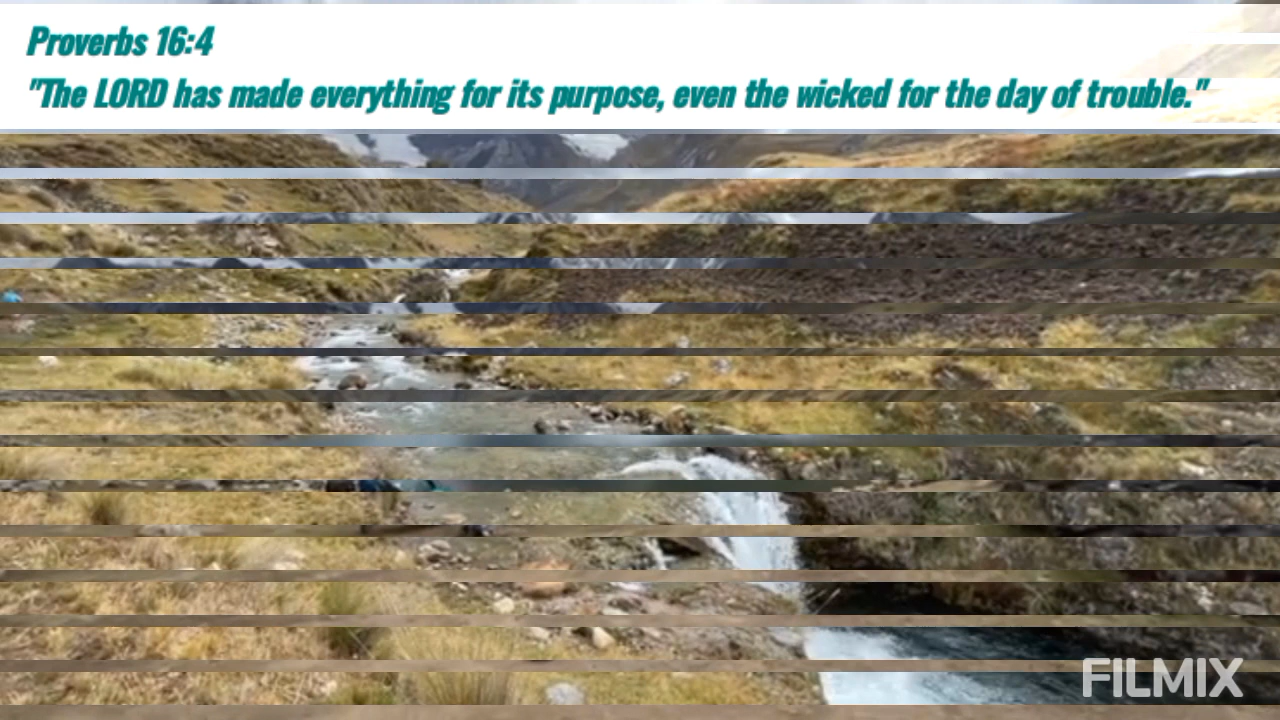 Proverbs 16:4
"The LORD has made everything for its purpose, even the wicked for the day of trouble."
FILMIX